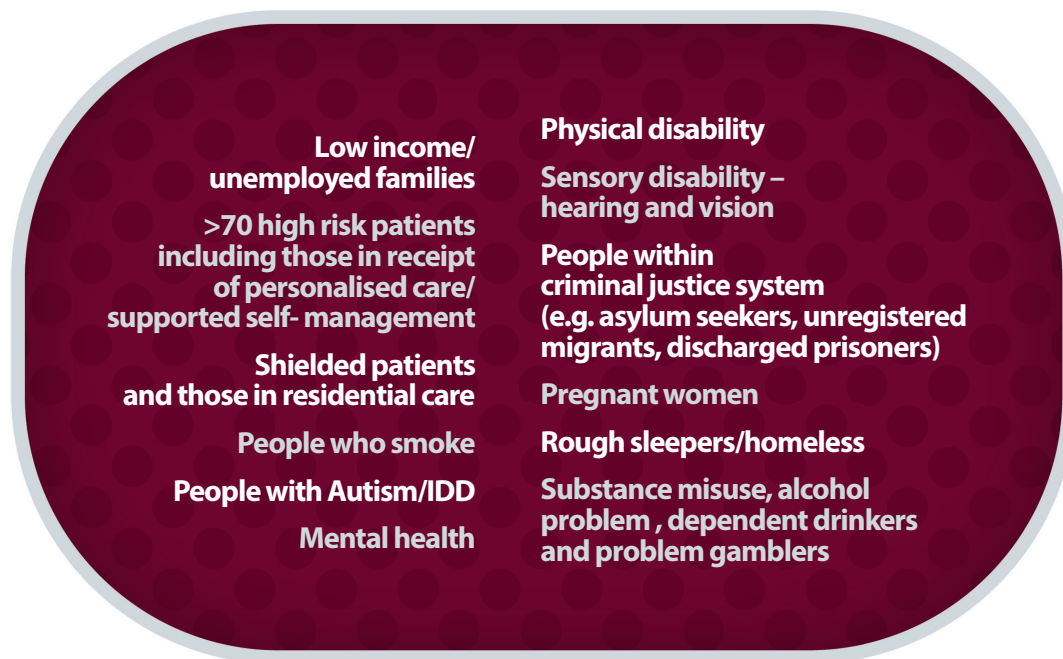 Low income/
unemployed families
>70 high risk patients
including those in receipt
of personalised care/
supported self- management
Shielded patients
and those in residential care
People who smoke
People with Autism/IDD
Mental health
Physical disability
Sensory disability –
hearing and vision
People within
criminal justice system
(e.g. asylum seekers, unregistered
migrants, discharged prisoners)
Pregnant women
Rough sleepers/homeless
Substance misuse, alcohol
problem , dependent drinkers
and problem gamblers